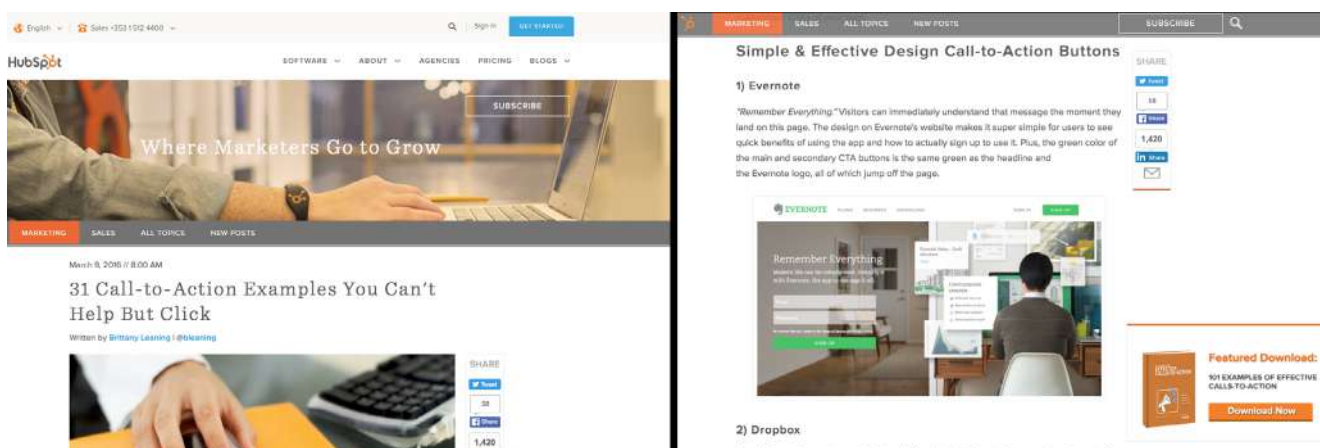 English
Sales +353 1 512 4400
Sign In
GET STARTED
HubSpot
SOFTWARE
ABOUT
AGENCIES
PRICING
BLOGS
SUBSCRIBE
Where Marketers Go to Grow
MARKETING
SALES
ALL TOPICS
NEW POSTS
March 9, 2016 // 8:00 AM
31 Call-to-Action Examples You Can't
Help But Click
Written by Brittany Leaning | @bleaning
SHARE
Tweet
58
Share
1,420
MARKETING
SALES
ALL TOPICS
NEW POSTS
SUBSCRIBE
Simple & Effective Design Call-to-Action Buttons
1) Evernote
"Remember Everything." Visitors can immediately understand that message the moment they
land on this page. The design on Evernote's website makes it super simple for users to see
quick benefits of using the app and how to actually sign up to use it. Plus, the green color of
the main and secondary CTA buttons is the same green as the headline and
the Evernote logo, all of which jump off the page.
SHARE
Tweet
58
Share
1,420
in Share
EVERNOTE
SIGN UP
Remember Everything
SIGN UP
Featured Download:
101 EXAMPLES OF EFFECTIVE
CALLS-TO-ACTION
Download Now
2) Dropbox